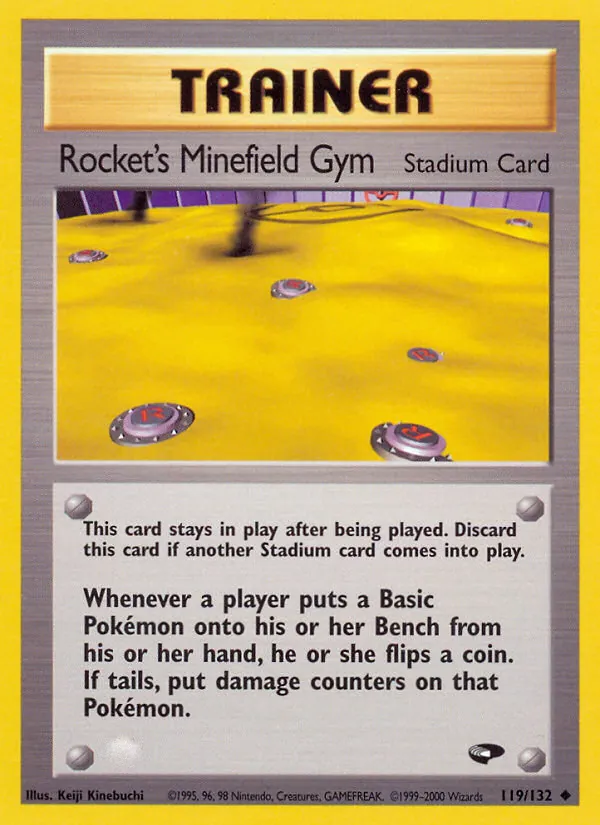 TRAINER
Rocket's Minefield Gym Stadium Card
R
R
This card stays in play after being played. Discard
this card if another Stadium card comes into play.
Whenever a player puts a Basic
Pokémon onto his or her Bench from
his or her hand, he or she flips a coin.
If tails, put damage counters on that
Pokémon.
Illus. Keiji Kinebuchi ©1995, 96, 98 Nintendo, Creatures, GAMEFREAK. ©1999-2000 Wizards 119/132